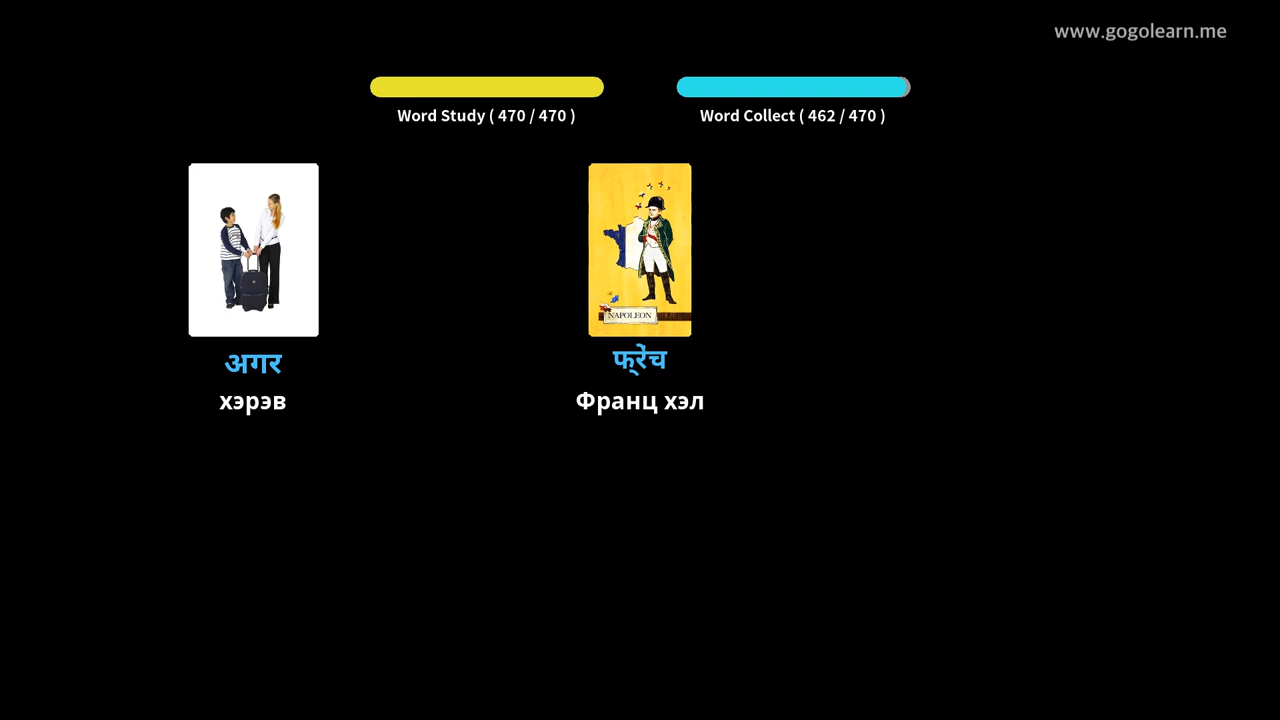 www.gogolearn.me
Word Study ( 470 / 470 )
Word Collect ( 462 / 470 )
NAPOLEON
अगर
хэрэв
फ्रेंच
Франц хэл